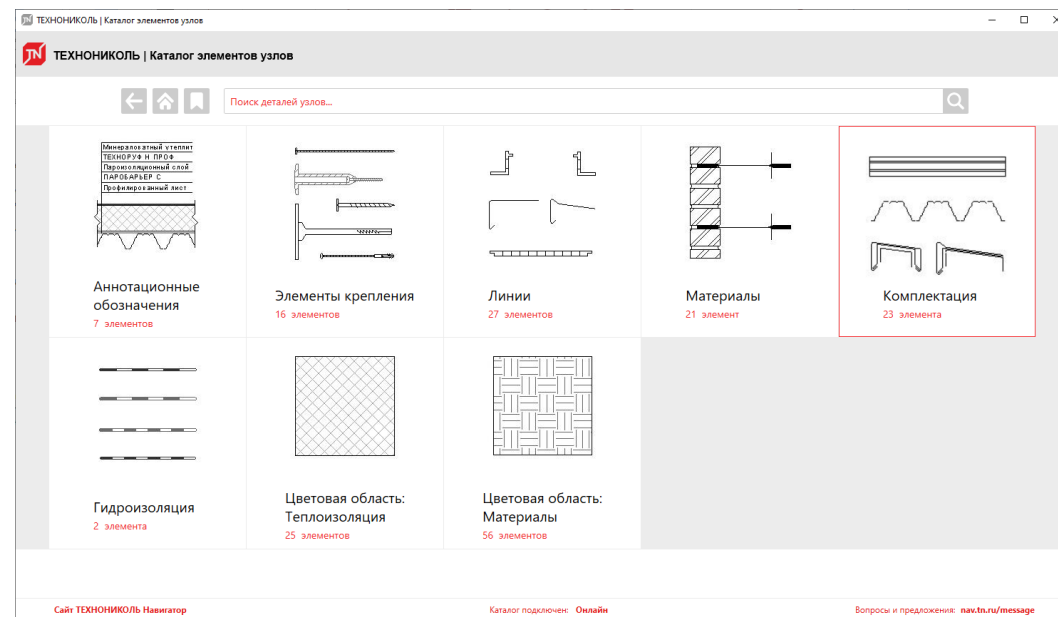 ТЕХНОНИКОЛЬ | Каталог элементов узлов
ТЕХНОНИКОЛЬ | Каталог элементов узлов
Поиск деталей узлов...
Минераловатный утеплит
ТЕХНОРУФ Н ПРОФ
Пароизоляционный слой
ПАРОБАРЬЕР С
Профилированный лист
Аннотационные
обозначения
7 элементов
Элементы крепления
16 элементов
Линии
27 элементов
Материалы
21 элемент
Комплектация
23 элемента
Гидроизоляция
2 элемента
Цветовая область:
Теплоизоляция
25 элементов
Цветовая область:
Материалы
56 элементов
Сайт ТЕХНОНИКОЛЬ Навигатор
Каталог подключен: Онлайн
Вопросы и предложения: nav.tn.ru/message